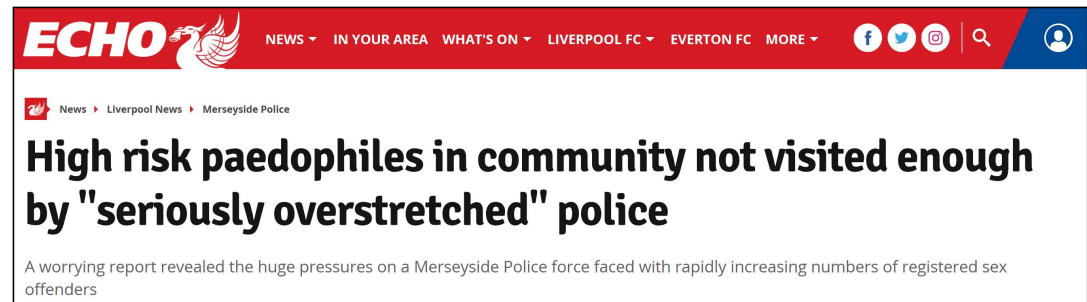 ECHO NEWS IN YOUR AREA WHAT'S ON LIVERPOOL FC EVERTON FC MORE
News Liverpool News Merseyside Police
High risk paedophiles in community not visited enough
by "seriously overstretched" police
A worrying report revealed the huge pressures on a Merseyside Police force faced with rapidly increasing numbers of registered sex
offenders